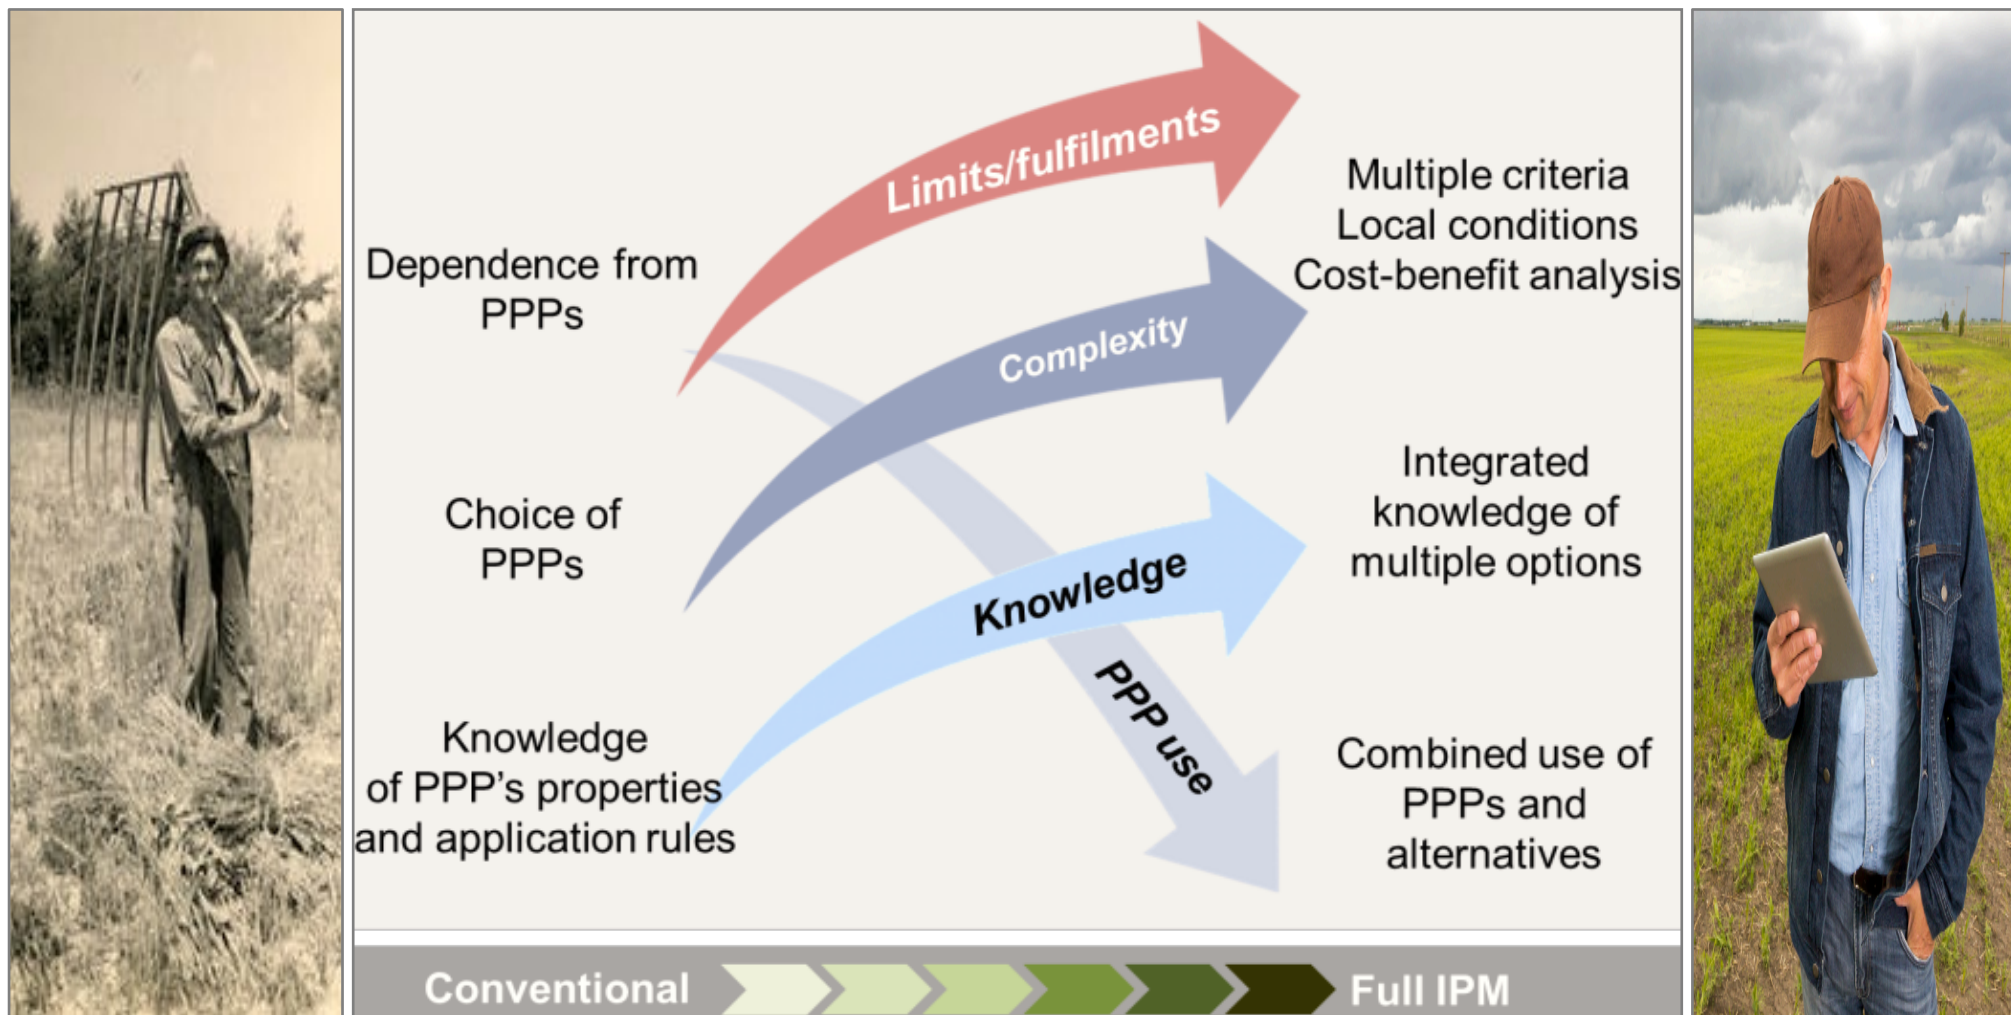 Limits/fulfilments
Multiple criteria
Local conditions
Cost-benefit analysis
Dependence from
PPPs
Complexity
Choice of
PPPs
Integrated
knowledge of
multiple options
Knowledge
Knowledge
of PPP’s properties
and application rules
PPP use
Combined use of
PPPs and
alternatives
Conventional
Full IPM